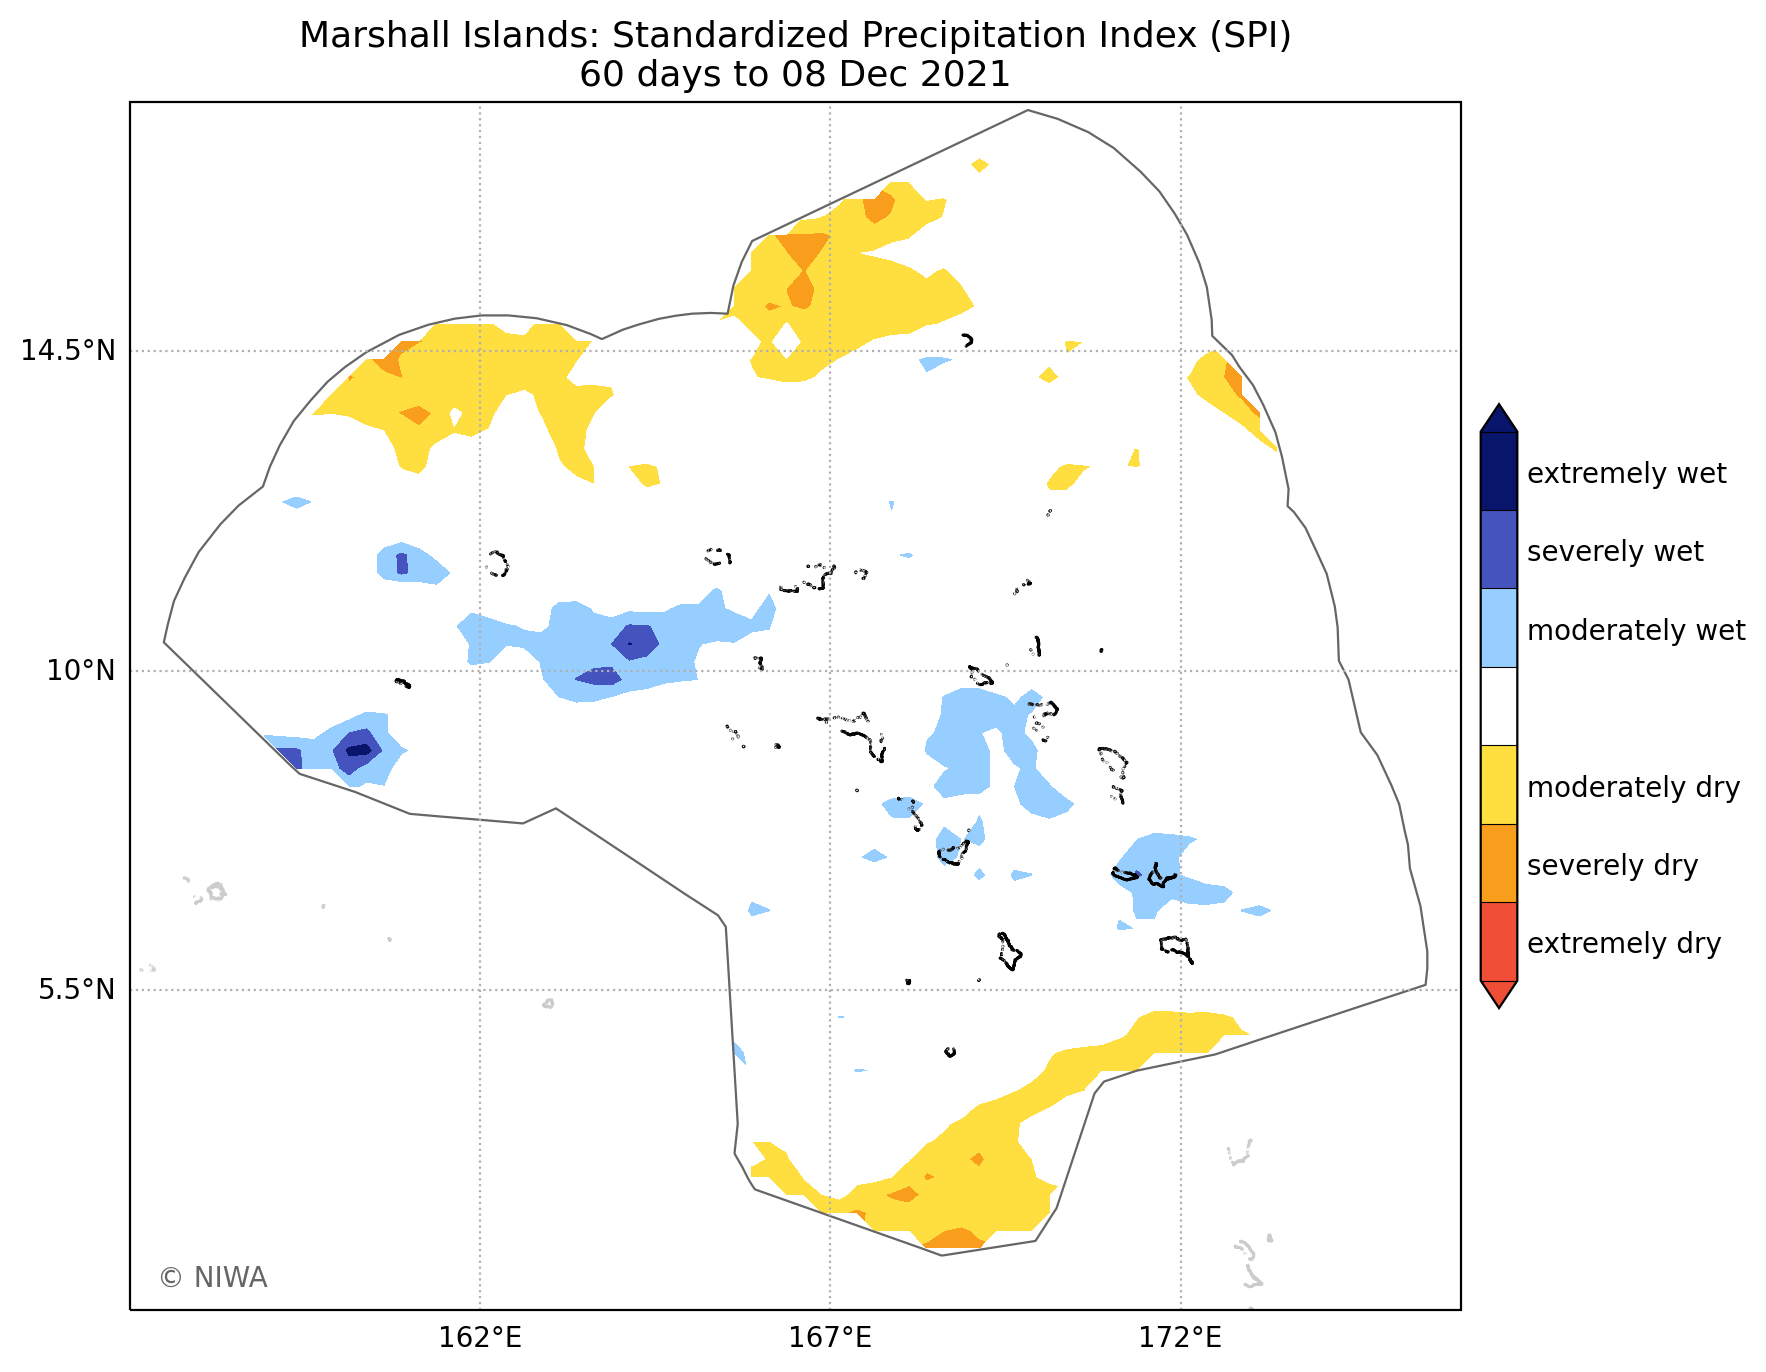 Marshall Islands: Standardized Precipitation Index (SPI)
60 days to 08 Dec 2021
14.5°N
10°N
5.5°N
162°E
167°E
172°E
© NIWA
extremely wet
severely wet
moderately wet
moderately dry
severely dry
extremely dry